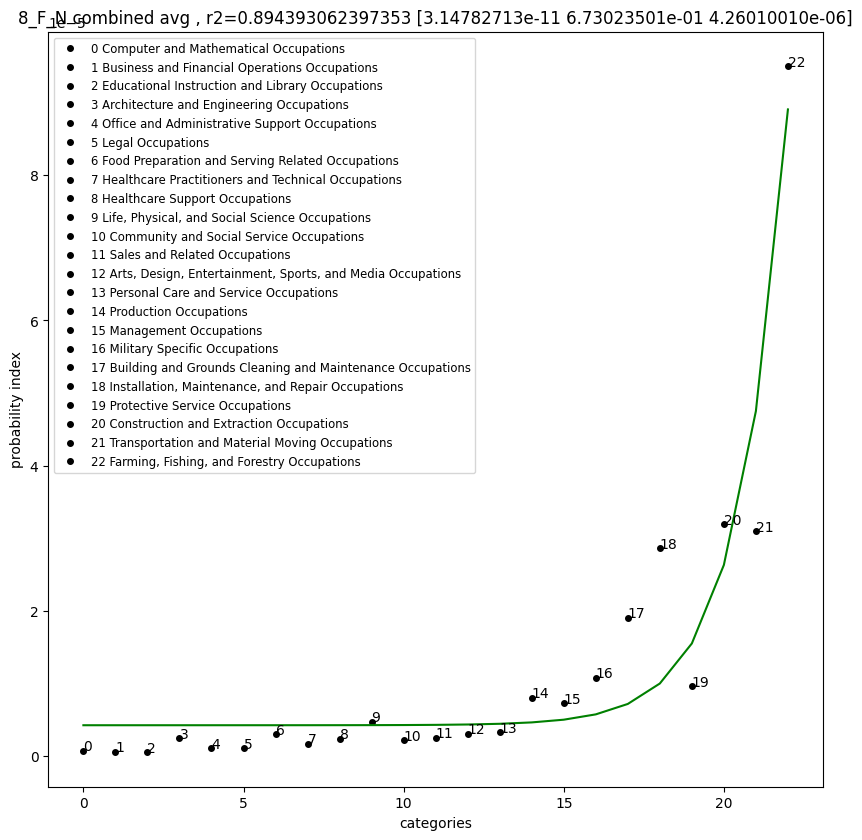 8_F_N combined avg , r2=0.894393062397353 [3.14782713e-11 6.73023501e-01 4.26010010e-06]
1e−5
0 Computer and Mathematical Occupations
1 Business and Financial Operations Occupations
2 Educational Instruction and Library Occupations
3 Architecture and Engineering Occupations
4 Office and Administrative Support Occupations
5 Legal Occupations
6 Food Preparation and Serving Related Occupations
7 Healthcare Practitioners and Technical Occupations
8 Healthcare Support Occupations
9 Life, Physical, and Social Science Occupations
10 Community and Social Service Occupations
11 Sales and Related Occupations
12 Arts, Design, Entertainment, Sports, and Media Occupations
13 Personal Care and Service Occupations
14 Production Occupations
15 Management Occupations
16 Military Specific Occupations
17 Building and Grounds Cleaning and Maintenance Occupations
18 Installation, Maintenance, and Repair Occupations
19 Protective Service Occupations
20 Construction and Extraction Occupations
21 Transportation and Material Moving Occupations
22 Farming, Fishing, and Forestry Occupations
probability index
8
6
4
2
0
0
1
2
3
4
5
6
7
8
9
10
11
12
13
14
15
16
17
18
19
20
21
22
0
5
10
15
20
categories